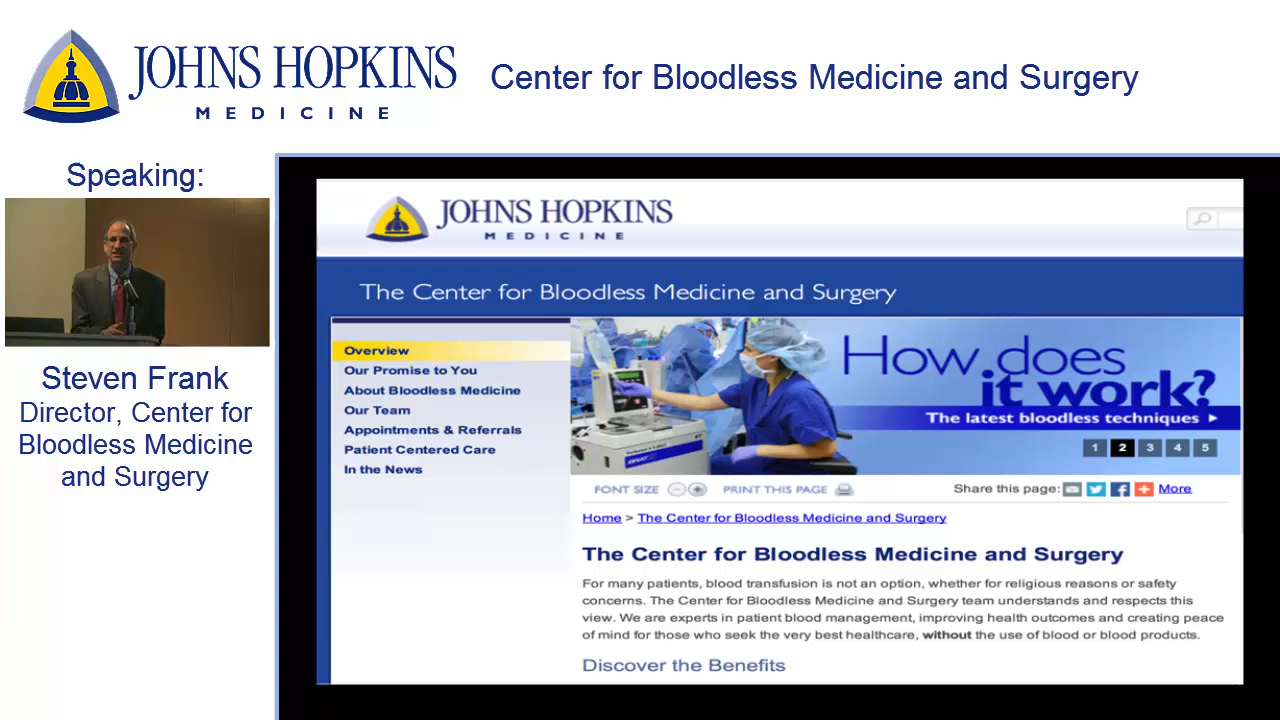 JOHNS HOPKINS
MEDICINE
Center for Bloodless Medicine and Surgery
Speaking:
Steven Frank
Director, Center for
Bloodless Medicine
and Surgery
JOHNS HOPKINS
MEDICINE
The Center for Bloodless Medicine and Surgery
Overview
Our Promise to You
About Bloodless Medicine
Our Team
Appointments & Referrals
Patient Centered Care
In the News
How does
it work?
The latest bloodless techniques
1 2 3 4 5
FONT SIZE PRINT THIS PAGE Share this page: More
Home > The Center for Bloodless Medicine and Surgery
The Center for Bloodless Medicine and Surgery
For many patients, blood transfusion is not an option, whether for religious reasons or safety
concerns. The Center for Bloodless Medicine and Surgery team understands and respects this
view. We are experts in patient blood management, improving health outcomes and creating peace
of mind for those who seek the very best healthcare, without the use of blood or blood products.
Discover the Benefits